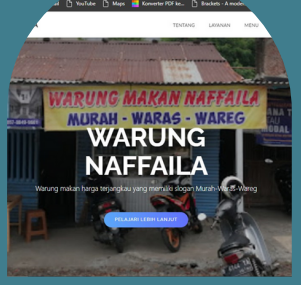 YouTube Maps Konverter PDF ke... Brackets - A moder
TENTANG LAYANAN MENU
WARUNG MAKAN NAFFAILA
MURAH - WARAS - WAREG
WARUNG
NAFFAILA
Warung makan harga terjangkau yang memiliki slogan Murah-Waras-Wareg
PELAJARI LEBIH LANJUT